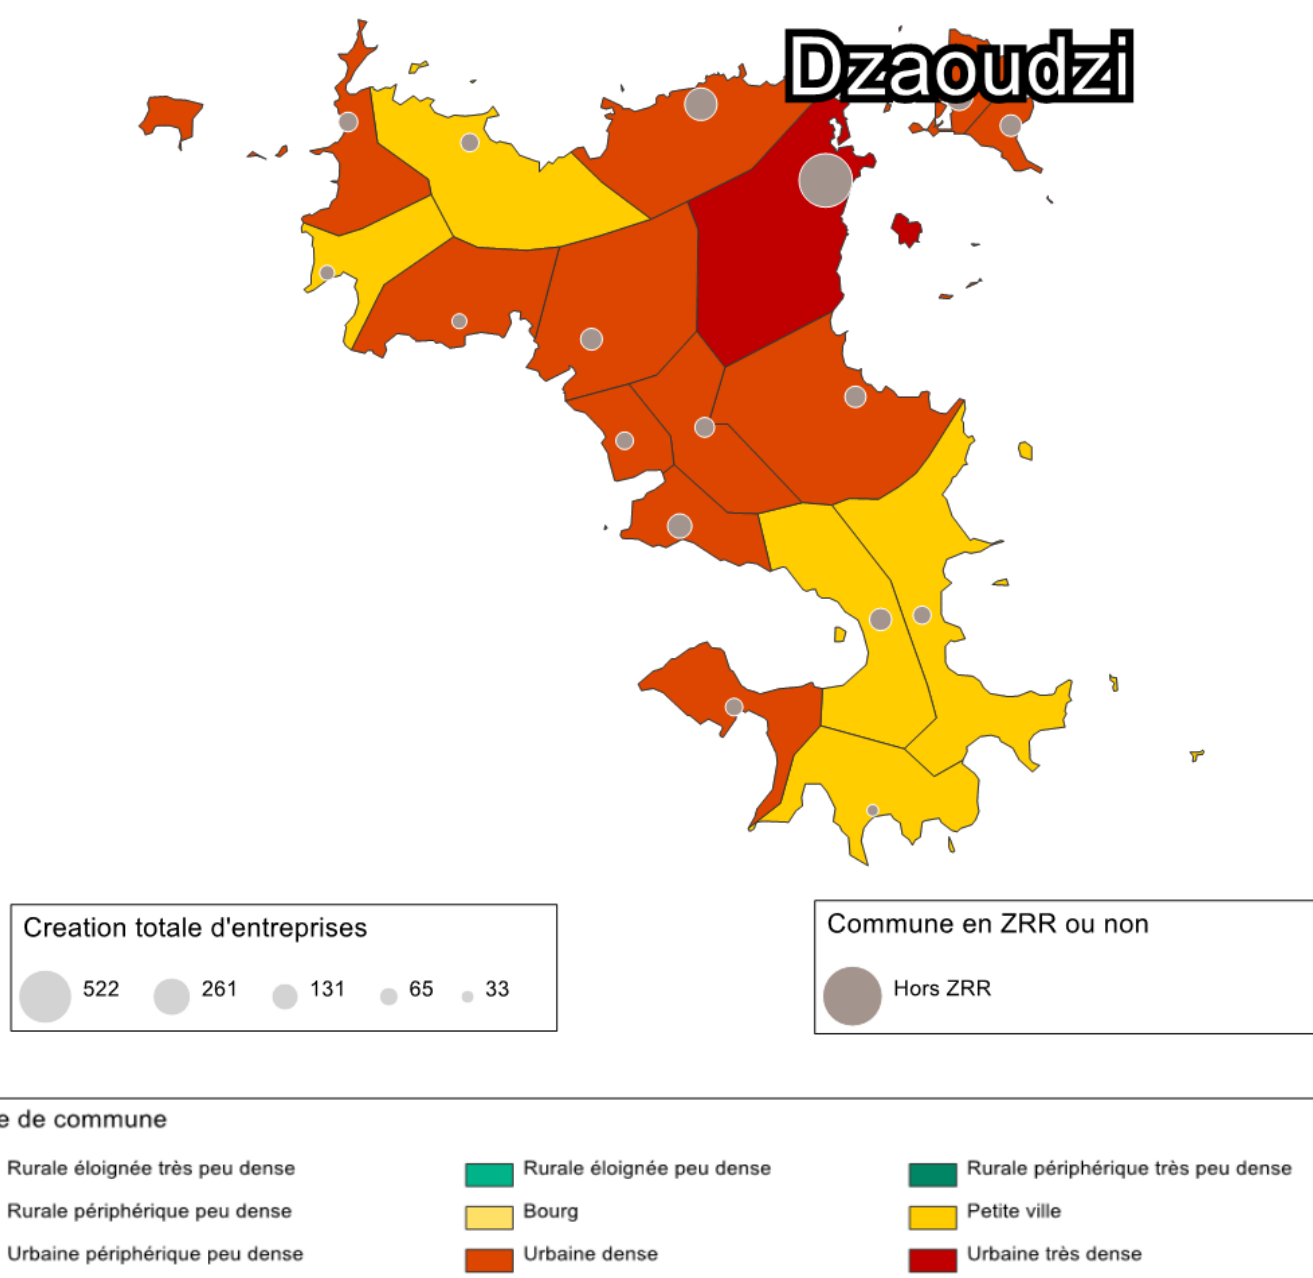 Dzaoudzi
Creation totale d'entreprises
522 261 131 65 33
Commune en ZRR ou non
Hors ZRR
e de commune
Rurale éloignée très peu dense Rurale éloignée peu dense Rurale périphérique très peu dense
Rurale périphérique peu dense Bourg Petite ville
Urbaine périphérique peu dense Urbaine dense Urbaine très dense